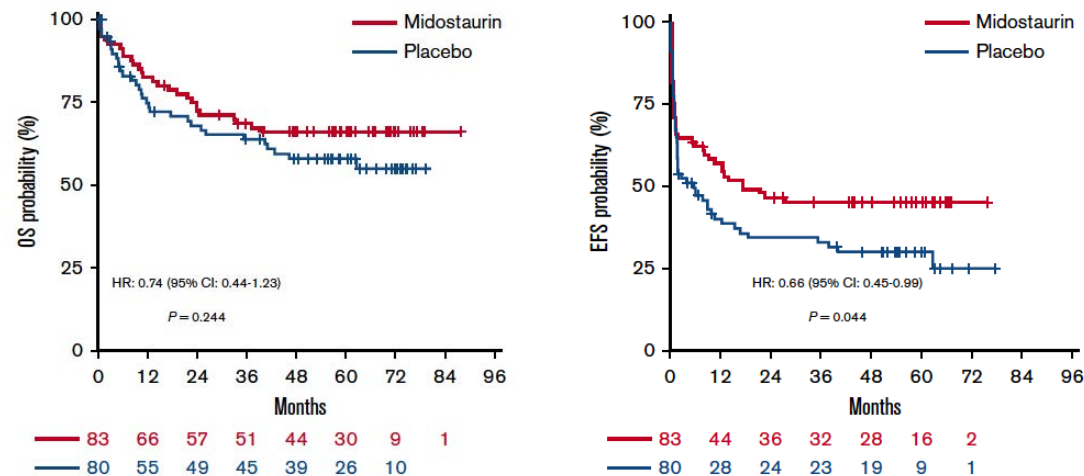 OS probability (%)
100
75
50
25
0
Midostaurin
Placebo
HR: 0.74 (95% CI: 0.44-1.23)
P = 0.244
0 12 24 36 48 60 72 84 96
Months
83 66 57 51 44 30 9 1
80 55 49 45 39 26 10
EFS probability (%)
100
75
50
25
0
Midostaurin
Placebo
HR: 0.66 (95% CI: 0.45-0.99)
P = 0.044
0 12 24 36 48 60 72 84 96
Months
83 44 36 32 28 16 2
80 28 24 23 19 9 1